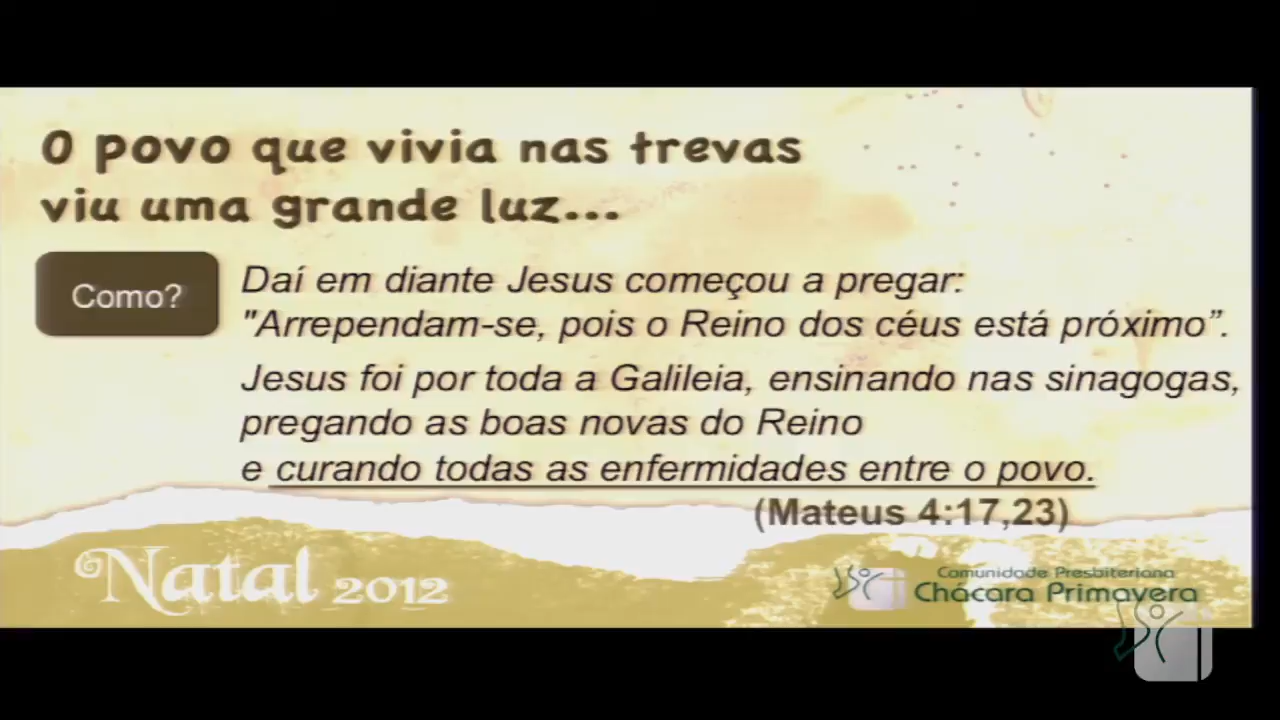 O povo que vivia nas trevas
viu uma grande luz...
Como?
Daí em diante Jesus começou a pregar:
"Arrependam-se, pois o Reino dos céus está próximo”.
Jesus foi por toda a Galileia, ensinando nas sinagogas,
pregando as boas novas do Reino
e curando todas as enfermidades entre o povo.
(Mateus 4:17,23)
Natal 2012
Comunidade Presbiteriana
Chácara Primavera